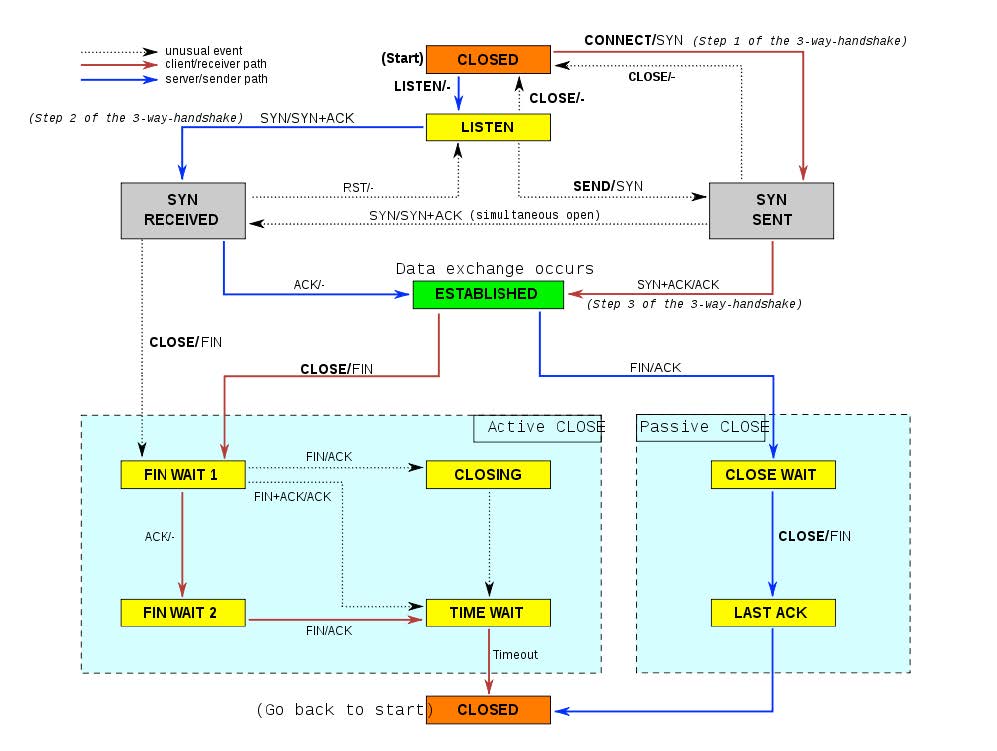 unusual event
client/receiver path
server/sender path
(Start)
CLOSED
CONNECT/SYN (Step 1 of the 3-way-handshake)
CLOSE/-
LISTEN/-
CLOSE/-
(Step 2 of the 3-way-handshake)
SYN/SYN+ACK
LISTEN
SYN
RECEIVED
RST/-
SEND/SYN
SYN
SENT
SYN/SYN+ACK (simultaneous open)
Data exchange occurs
ACK/-
ESTABLISHED
SYN+ACK/ACK
(Step 3 of the 3-way-handshake)
CLOSE/FIN
CLOSE/FIN
FIN/ACK
Active CLOSE
Passive CLOSE
FIN WAIT 1
FIN/ACK
CLOSING
CLOSE WAIT
FIN+ACK/ACK
ACK/-
CLOSE/FIN
FIN WAIT 2
FIN/ACK
TIME WAIT
LAST ACK
Timeout
(Go back to start)
CLOSED